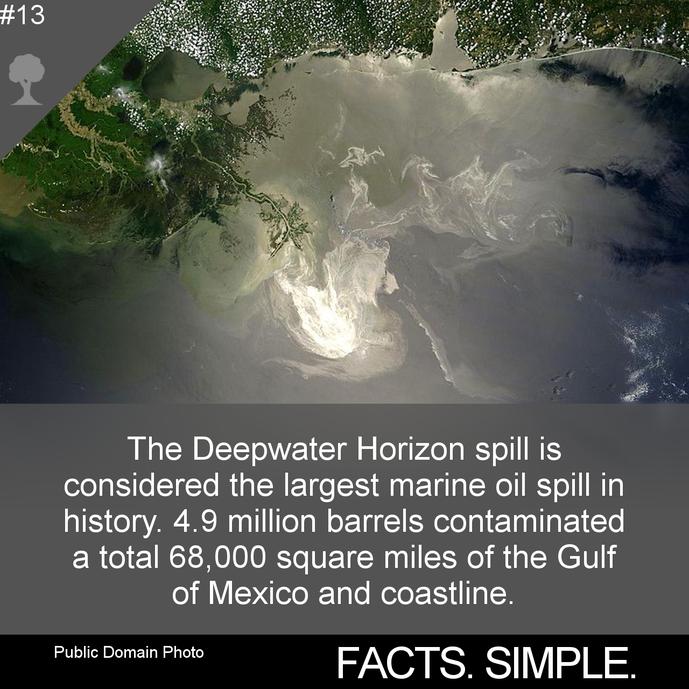 #13
The Deepwater Horizon spill is
considered the largest marine oil spill in
history. 4.9 million barrels contaminated
a total 68,000 square miles of the Gulf
of Mexico and coastline.
Public Domain Photo
FACTS. SIMPLE.